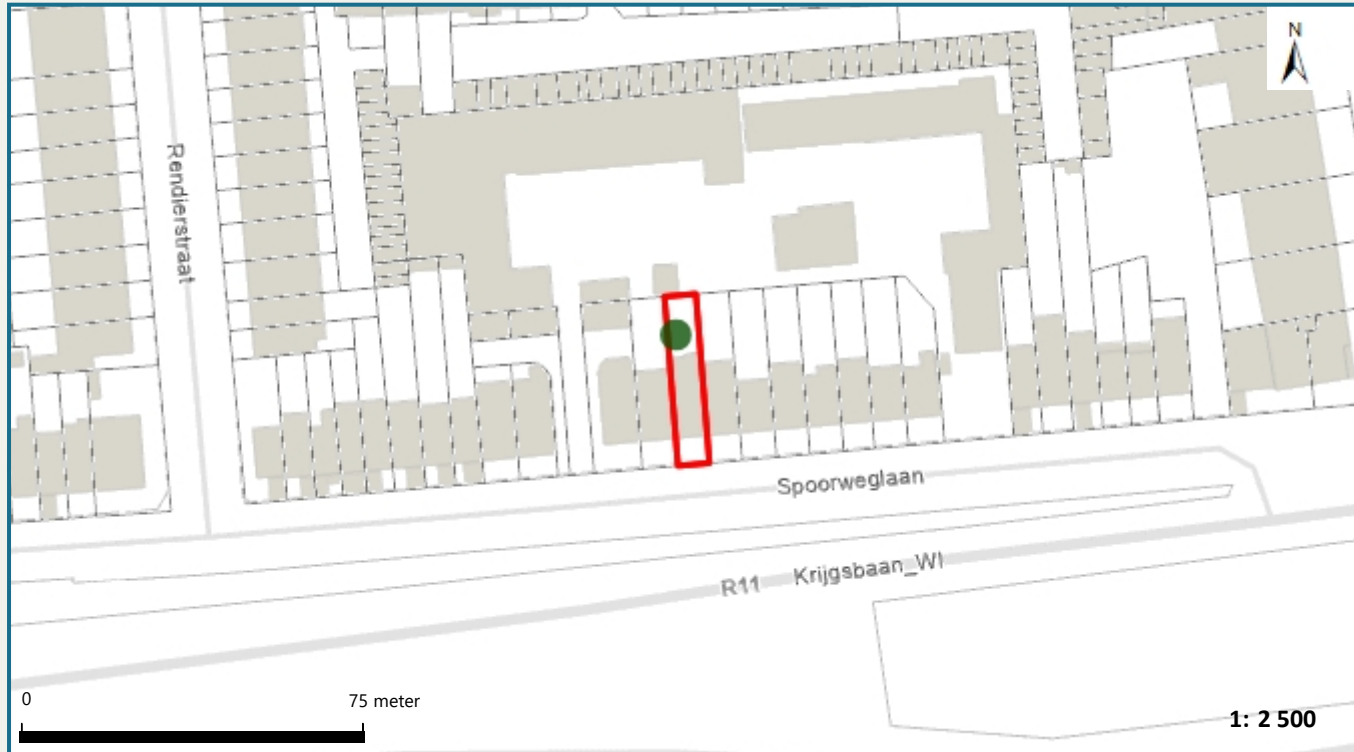 N
Rendierstraat
Spoorweglaan
R11 Krijgsbaan_WI
0 75 meter
1: 2 500